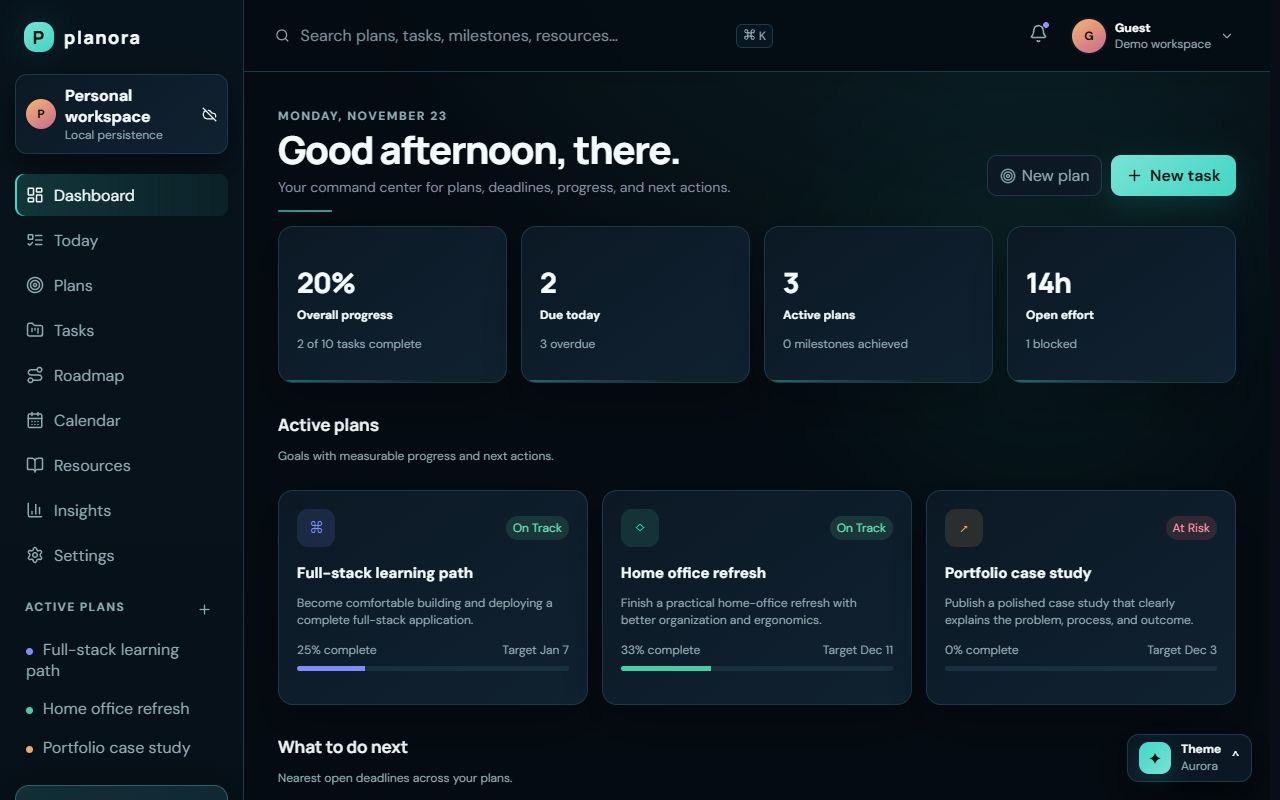 P planora
Search plans, tasks, milestones, resources...
⌘ K
G
Guest
Demo workspace
P
Personal workspace
Local persistence
Dashboard
Today
Plans
Tasks
Roadmap
Calendar
Resources
Insights
Settings
ACTIVE PLANS
+
Full-stack learning
path
Home office refresh
Portfolio case study
MONDAY, NOVEMBER 23
Good afternoon, there.
Your command center for plans, deadlines, progress, and next actions.
New plan
+ New task
20%
Overall progress
2 of 10 tasks complete
2
Due today
3 overdue
3
Active plans
0 milestones achieved
14h
Open effort
1 blocked
Active plans
Goals with measurable progress and next actions.
⌘
On Track
Full-stack learning path
Become comfortable building and deploying a
complete full-stack application.
25% complete
Target Jan 7
◇
On Track
Home office refresh
Finish a practical home-office refresh with
better organization and ergonomics.
33% complete
Target Dec 11
↗
At Risk
Portfolio case study
Publish a polished case study that clearly
explains the problem, process, and outcome.
0% complete
Target Dec 3
What to do next
Nearest open deadlines across your plans.
✦
Theme
Aurora
^